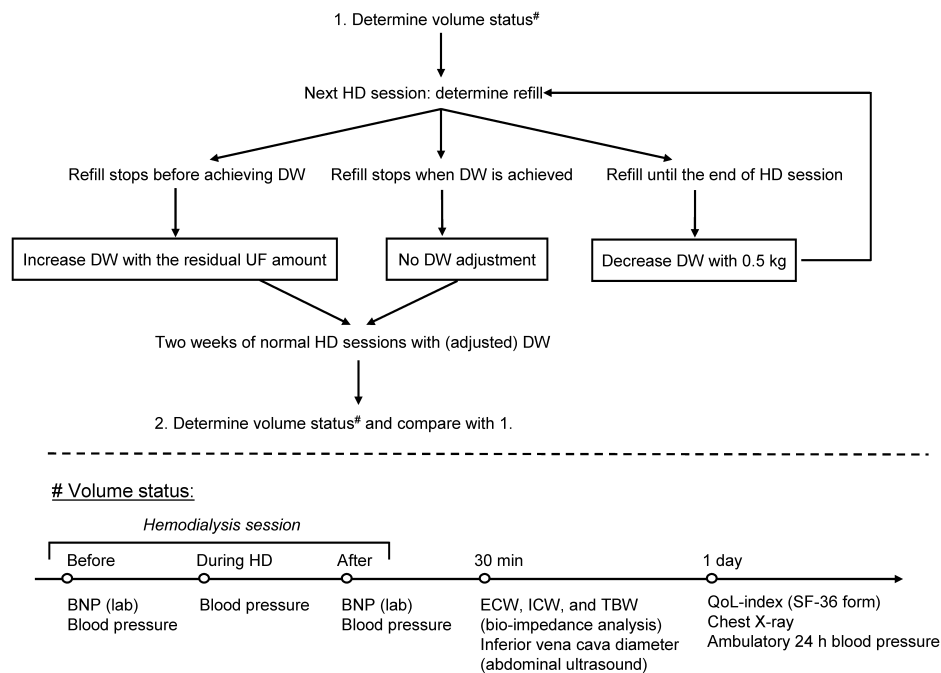 1. Determine volume status#
Next HD session: determine refill
Refill stops before achieving DW
Refill stops when DW is achieved
Refill until the end of HD session
Increase DW with the residual UF amount
No DW adjustment
Decrease DW with 0.5 kg
Two weeks of normal HD sessions with (adjusted) DW
2. Determine volume status# and compare with 1.
# Volume status:
Hemodialysis session
Before
During HD
After
30 min
1 day
BNP (lab)
Blood pressure
Blood pressure
BNP (lab)
Blood pressure
ECW, ICW, and TBW
(bio-impedance analysis)
Inferior vena cava diameter
(abdominal ultrasound)
QoL-index (SF-36 form)
Chest X-ray
Ambulatory 24 h blood pressure